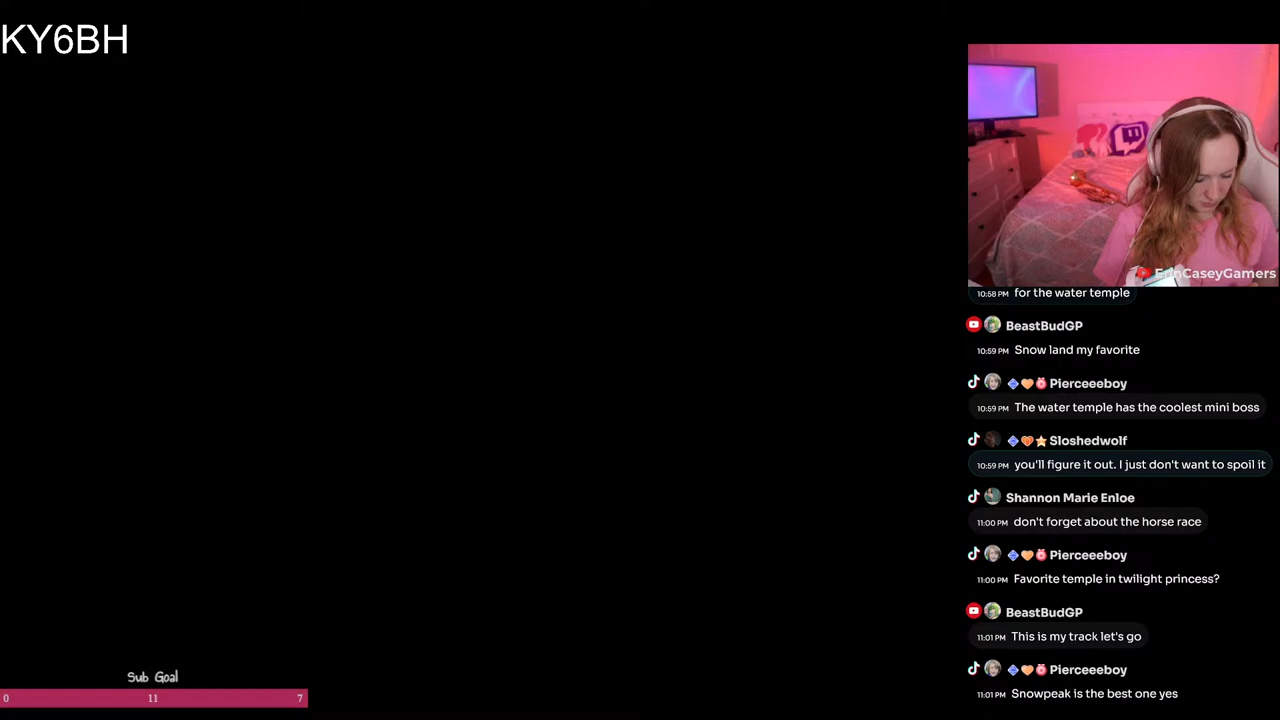 KY6BH
CaseyGamers
10:58 PM for the water temple
BeastBudGP
10:59 PM Snow land my favorite
Pierceeeboy
10:59 PM The water temple has the coolest mini boss
Sloshedwolf
10:59 PM you'll figure it out. I just don't want to spoil it
Shannon Marie Enloe
11:00 PM don't forget about the horse race
Pierceeeboy
11:00 PM Favorite temple in twilight princess?
BeastBudGP
11:01 PM This is my track let's go
Pierceeeboy
11:01 PM Snowpeak is the best one yes
Sub Goal
0 11 7